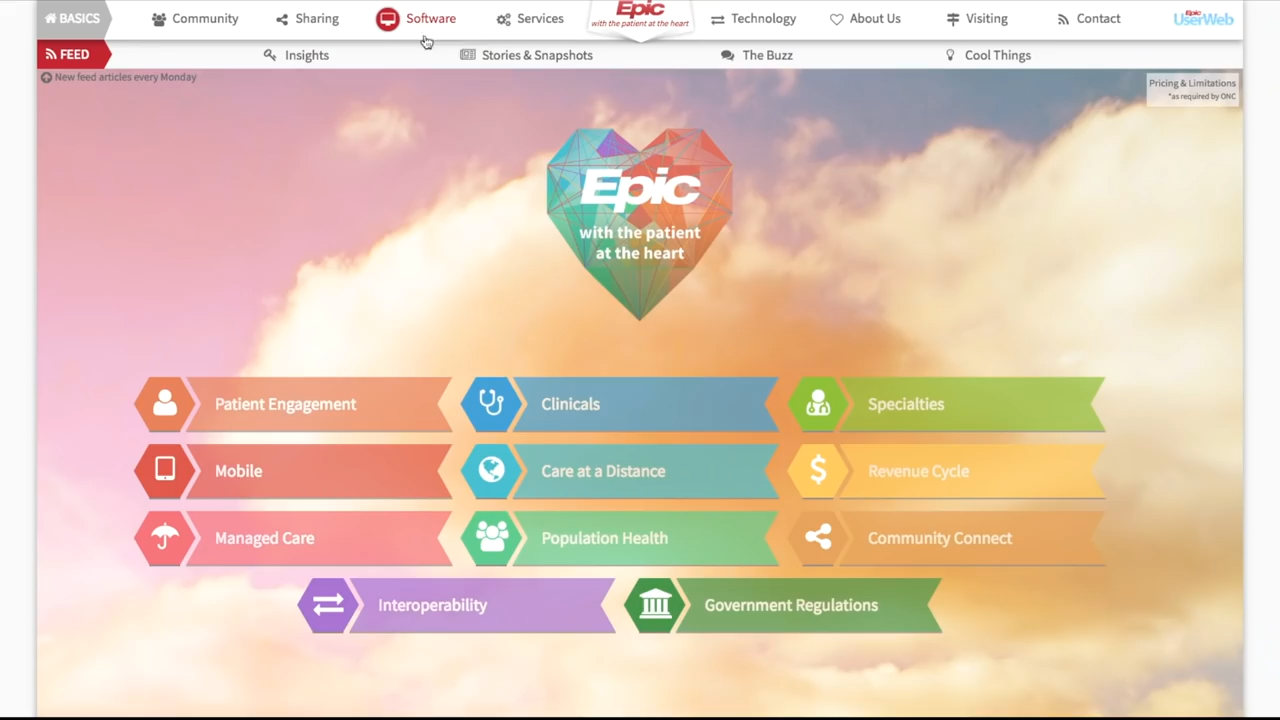 BASICS
Community
Sharing
Software
Services
Epic
with the patient at the heart
Technology
About Us
Visiting
Contact
Epic
UserWeb
FEED
Insights
Stories & Snapshots
The Buzz
Cool Things
New feed articles every Monday
Pricing & Limitations
*as required by ONC
Epic
with the patient
at the heart
Patient Engagement
Clinicals
Specialties
Mobile
Care at a Distance
Revenue Cycle
Managed Care
Population Health
Community Connect
Interoperability
Government Regulations